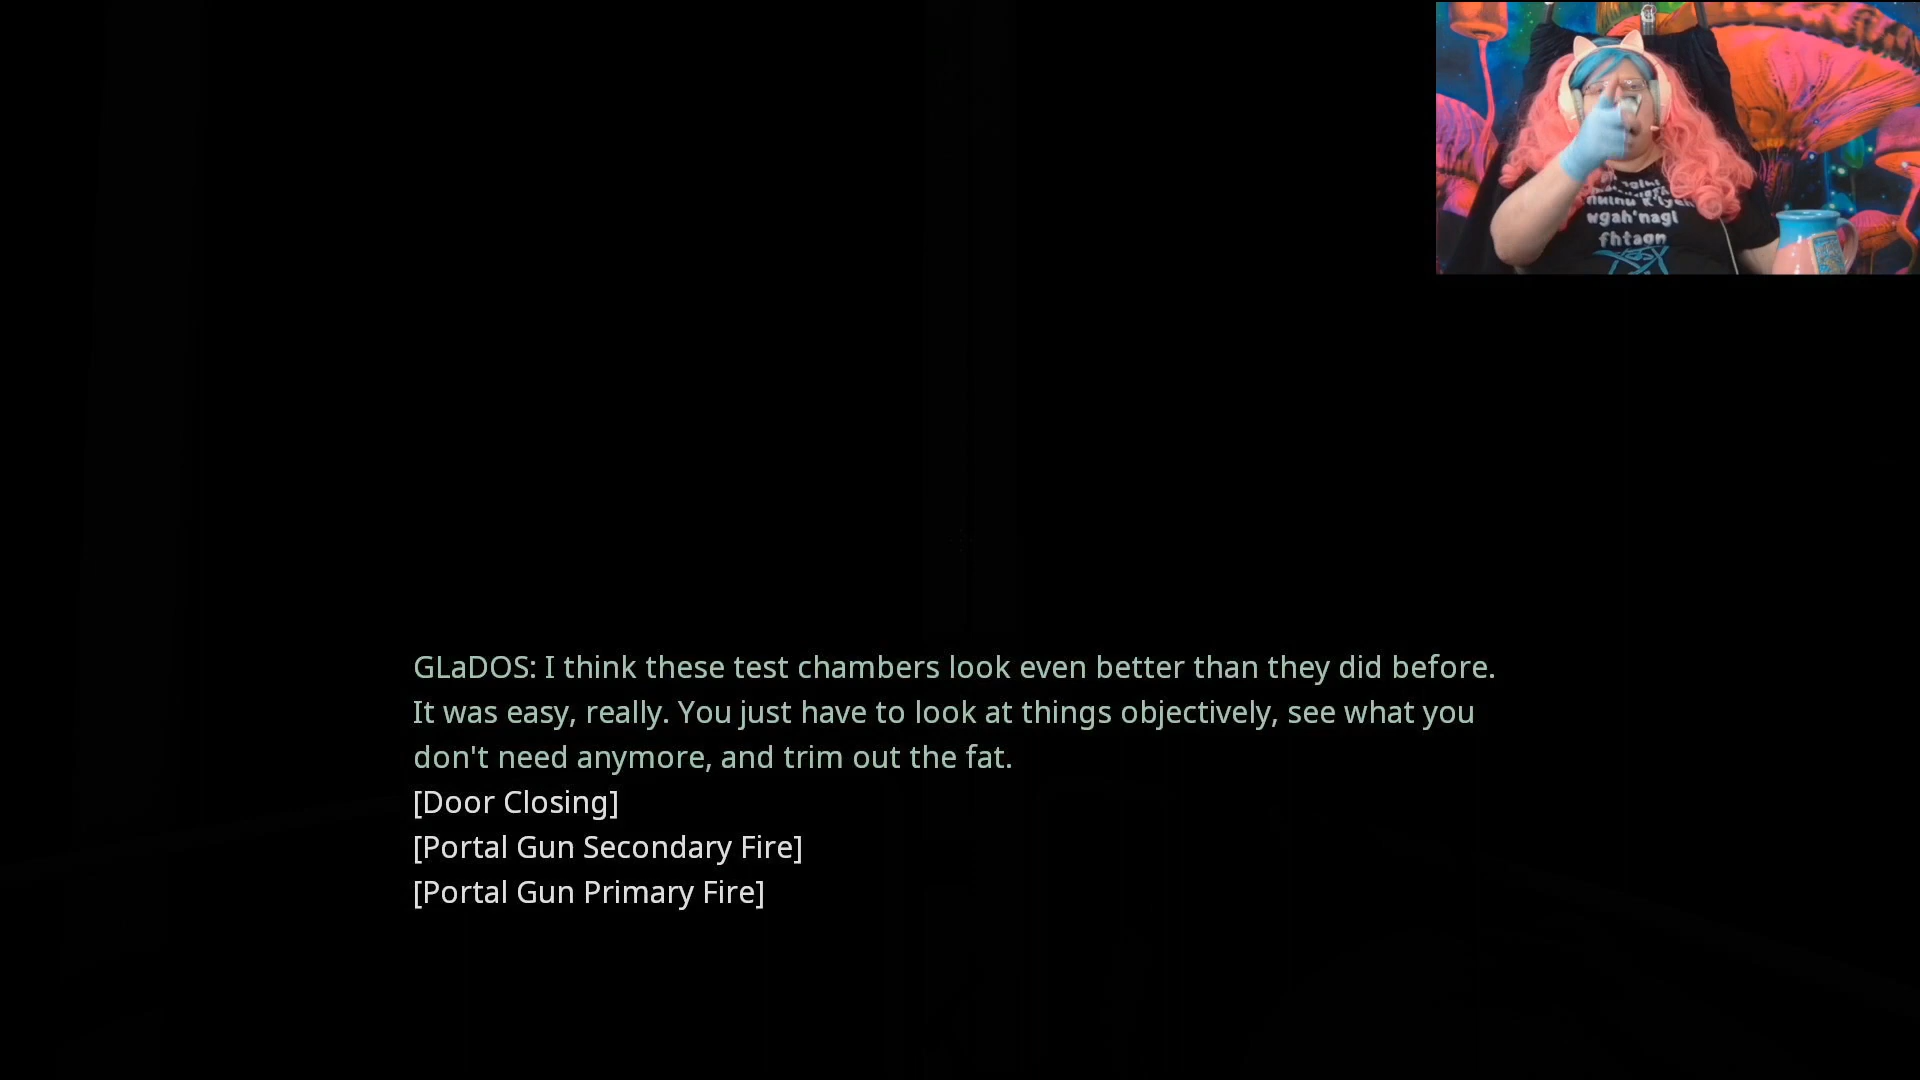 wgah'nagl
fhtagn
GLaDOS: I think these test chambers look even better than they did before.
It was easy, really. You just have to look at things objectively, see what you
don't need anymore, and trim out the fat.
[Door Closing]
[Portal Gun Secondary Fire]
[Portal Gun Primary Fire]